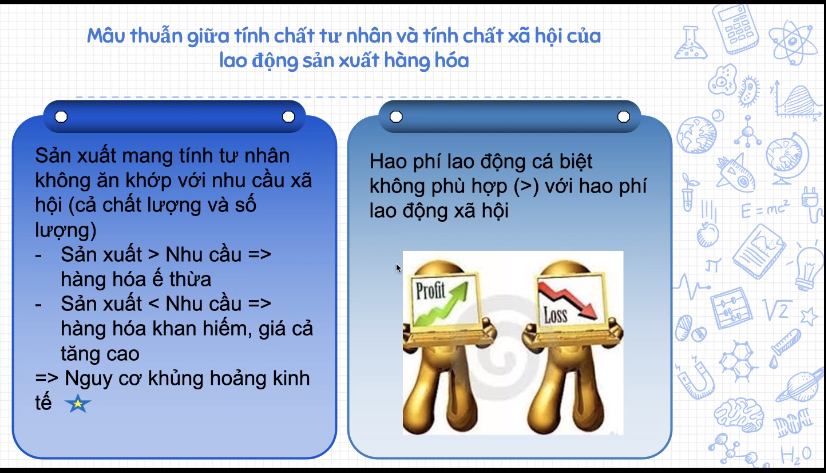 Mâu thuẫn giữa tính chất tư nhân và tính chất xã hội của
lao động sản xuất hàng hóa
Sản xuất mang tính tư nhân
không ăn khớp với nhu cầu xã
hội (cả chất lượng và số
lượng)
- Sản xuất > Nhu cầu =>
hàng hóa ế thừa
- Sản xuất < Nhu cầu =>
hàng hóa khan hiếm, giá cả
tăng cao
=> Nguy cơ khủng hoảng kinh
tế
Hao phí lao động cá biệt
không phù hợp (>) với hao phí
lao động xã hội
Profit
Loss
y
x
E=mc²
π
√2
H₂O